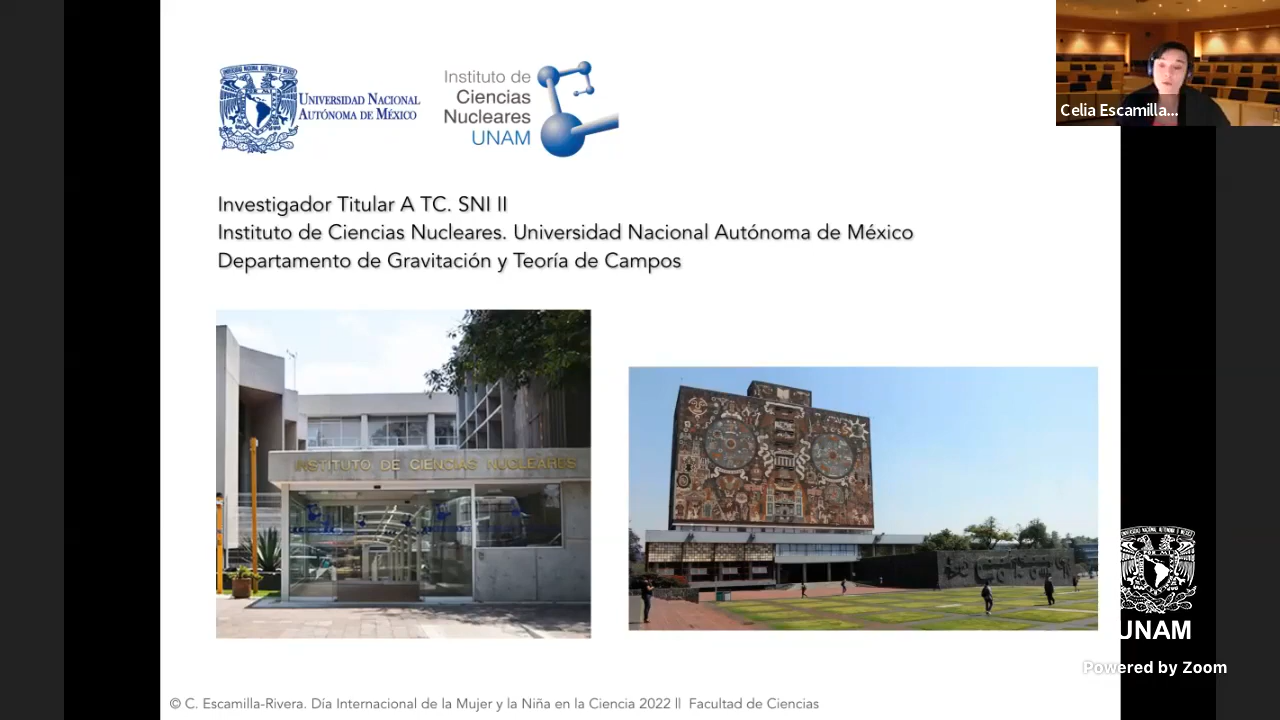 UNIVERSIDAD NACIONAL
AUTÓNOMA DE MÉXICO
Instituto de
Ciencias
Nucleares
UNAM
Celia Escamilla...
Investigador Titular A TC. SNI II
Instituto de Ciencias Nucleares. Universidad Nacional Autónoma de México
Departamento de Gravitación y Teoría de Campos
INSTITUTO DE CIENCIAS NUCLEARES
UNAM
Powered by Zoom
© C. Escamilla-Rivera. Día Internacional de la Mujer y la Niña en la Ciencia 2022 || Facultad de Ciencias